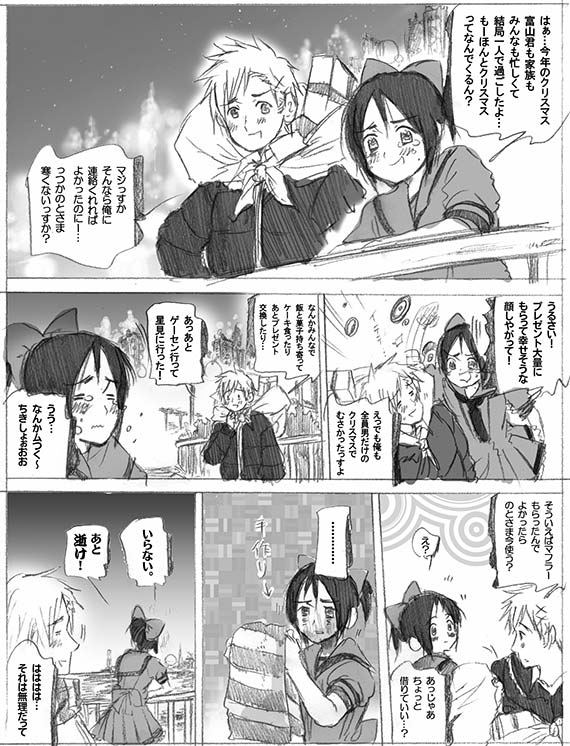 はぁ…今年のクリスマス
富山君も家族も
みんなも忙しくて
結局一人で過ごしたよ…
もーほんとクリスマス
ってなんでくるん？
マジっすか
そんなら俺に
連絡くれれば
よかったのにー…
っつかのとさま
寒くないっすか？
うるさい！
プレゼント大量に
もらって幸せそうな
顔しやがって！
えっでも俺も
全員男だけの
クリスマスで
むさかったっすよ
なんかみんなで
飯と菓子持ち寄って
ケーキ食ったり
あとプレゼント
交換したり…
あっあと
ゲーセン行って
星見に行った！
うう…
なんかムつく～
ちきしょぉおお
そういえばマフラー
もらったんで
よかったら
のとさま今使う？
え？
あっじゃあ
ちょっと
借りていい…？
………
手作り
いらない。
あと
逝け！
はははは…
それは無理だって